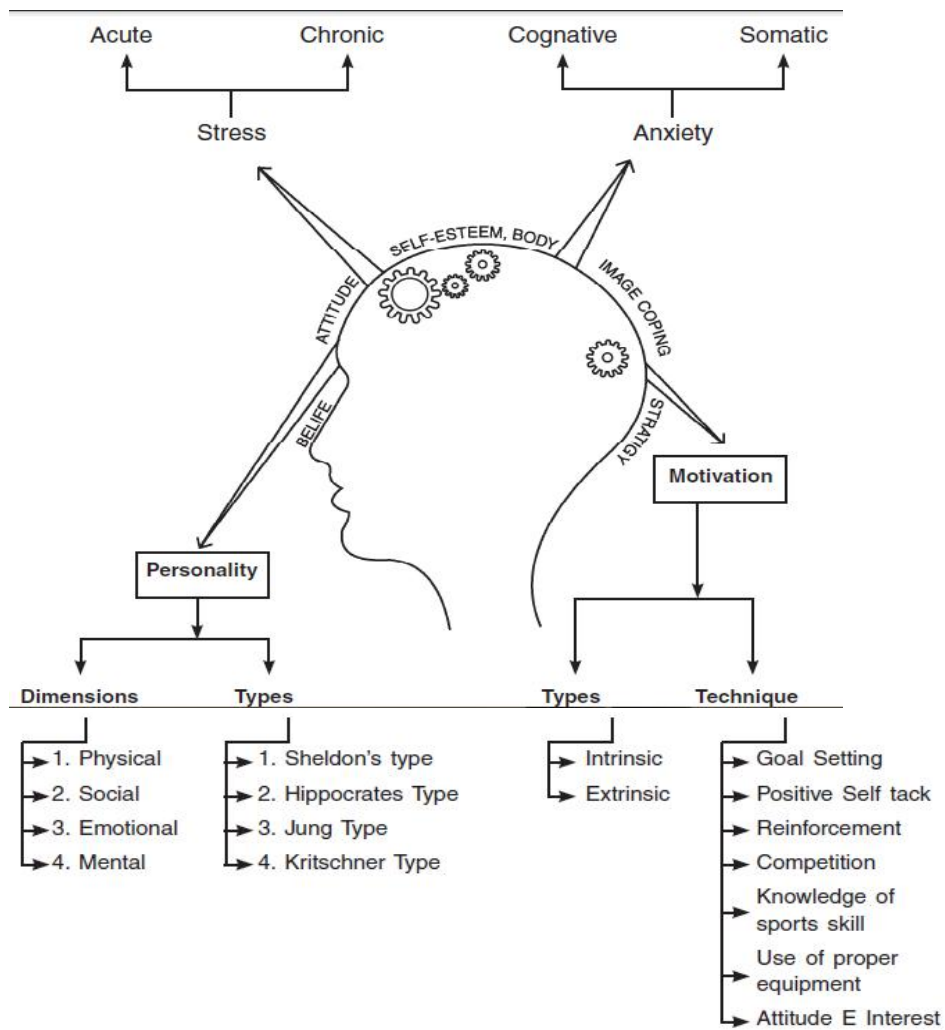 Acute Chronic Cognitive Somatic
Stress Anxiety
SELF-ESTEEM, BODY
IMAGE COPING
ATTITUDE
BELIFE
STRATIGY
Motivation
Personality
Dimensions Types Types Technique
1. Physical
2. Social
3. Emotional
4. Mental
1. Sheldon's type
2. Hippocrates Type
3. Jung Type
4. Kritschner Type
Intrinsic
Extrinsic
Goal Setting
Positive Self tack
Reinforcement
Competition
Knowledge of
sports skill
Use of proper
equipment
Attitude E Interest